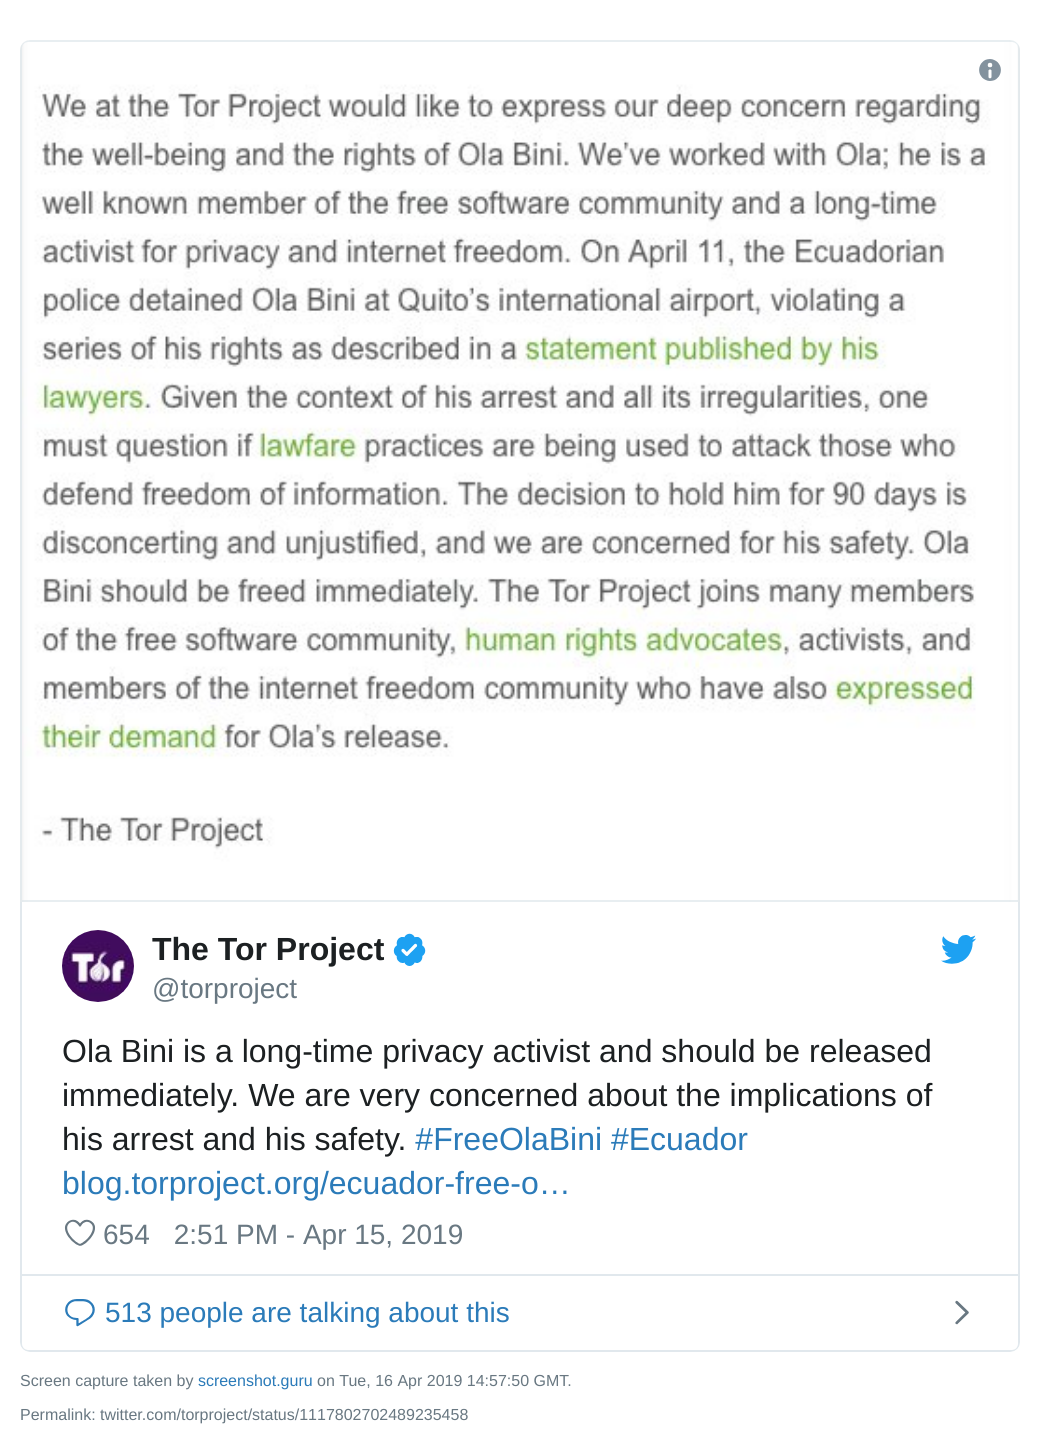 We at the Tor Project would like to express our deep concern regarding
the well-being and the rights of Ola Bini. We’ve worked with Ola; he is a
well known member of the free software community and a long-time
activist for privacy and internet freedom. On April 11, the Ecuadorian
police detained Ola Bini at Quito’s international airport, violating a
series of his rights as described in a statement published by his
lawyers. Given the context of his arrest and all its irregularities, one
must question if lawfare practices are being used to attack those who
defend freedom of information. The decision to hold him for 90 days is
disconcerting and unjustified, and we are concerned for his safety. Ola
Bini should be freed immediately. The Tor Project joins many members
of the free software community, human rights advocates, activists, and
members of the internet freedom community who have also expressed
their demand for Ola’s release.
- The Tor Project
Tor
The Tor Project
@torproject
Ola Bini is a long-time privacy activist and should be released
immediately. We are very concerned about the implications of
his arrest and his safety. #FreeOlaBini #Ecuador
blog.torproject.org/ecuador-free-o…
654 2:51 PM - Apr 15, 2019
513 people are talking about this
Screen capture taken by screenshot.guru on Tue, 16 Apr 2019 14:57:50 GMT.
Permalink: twitter.com/torproject/status/1117802702489235458